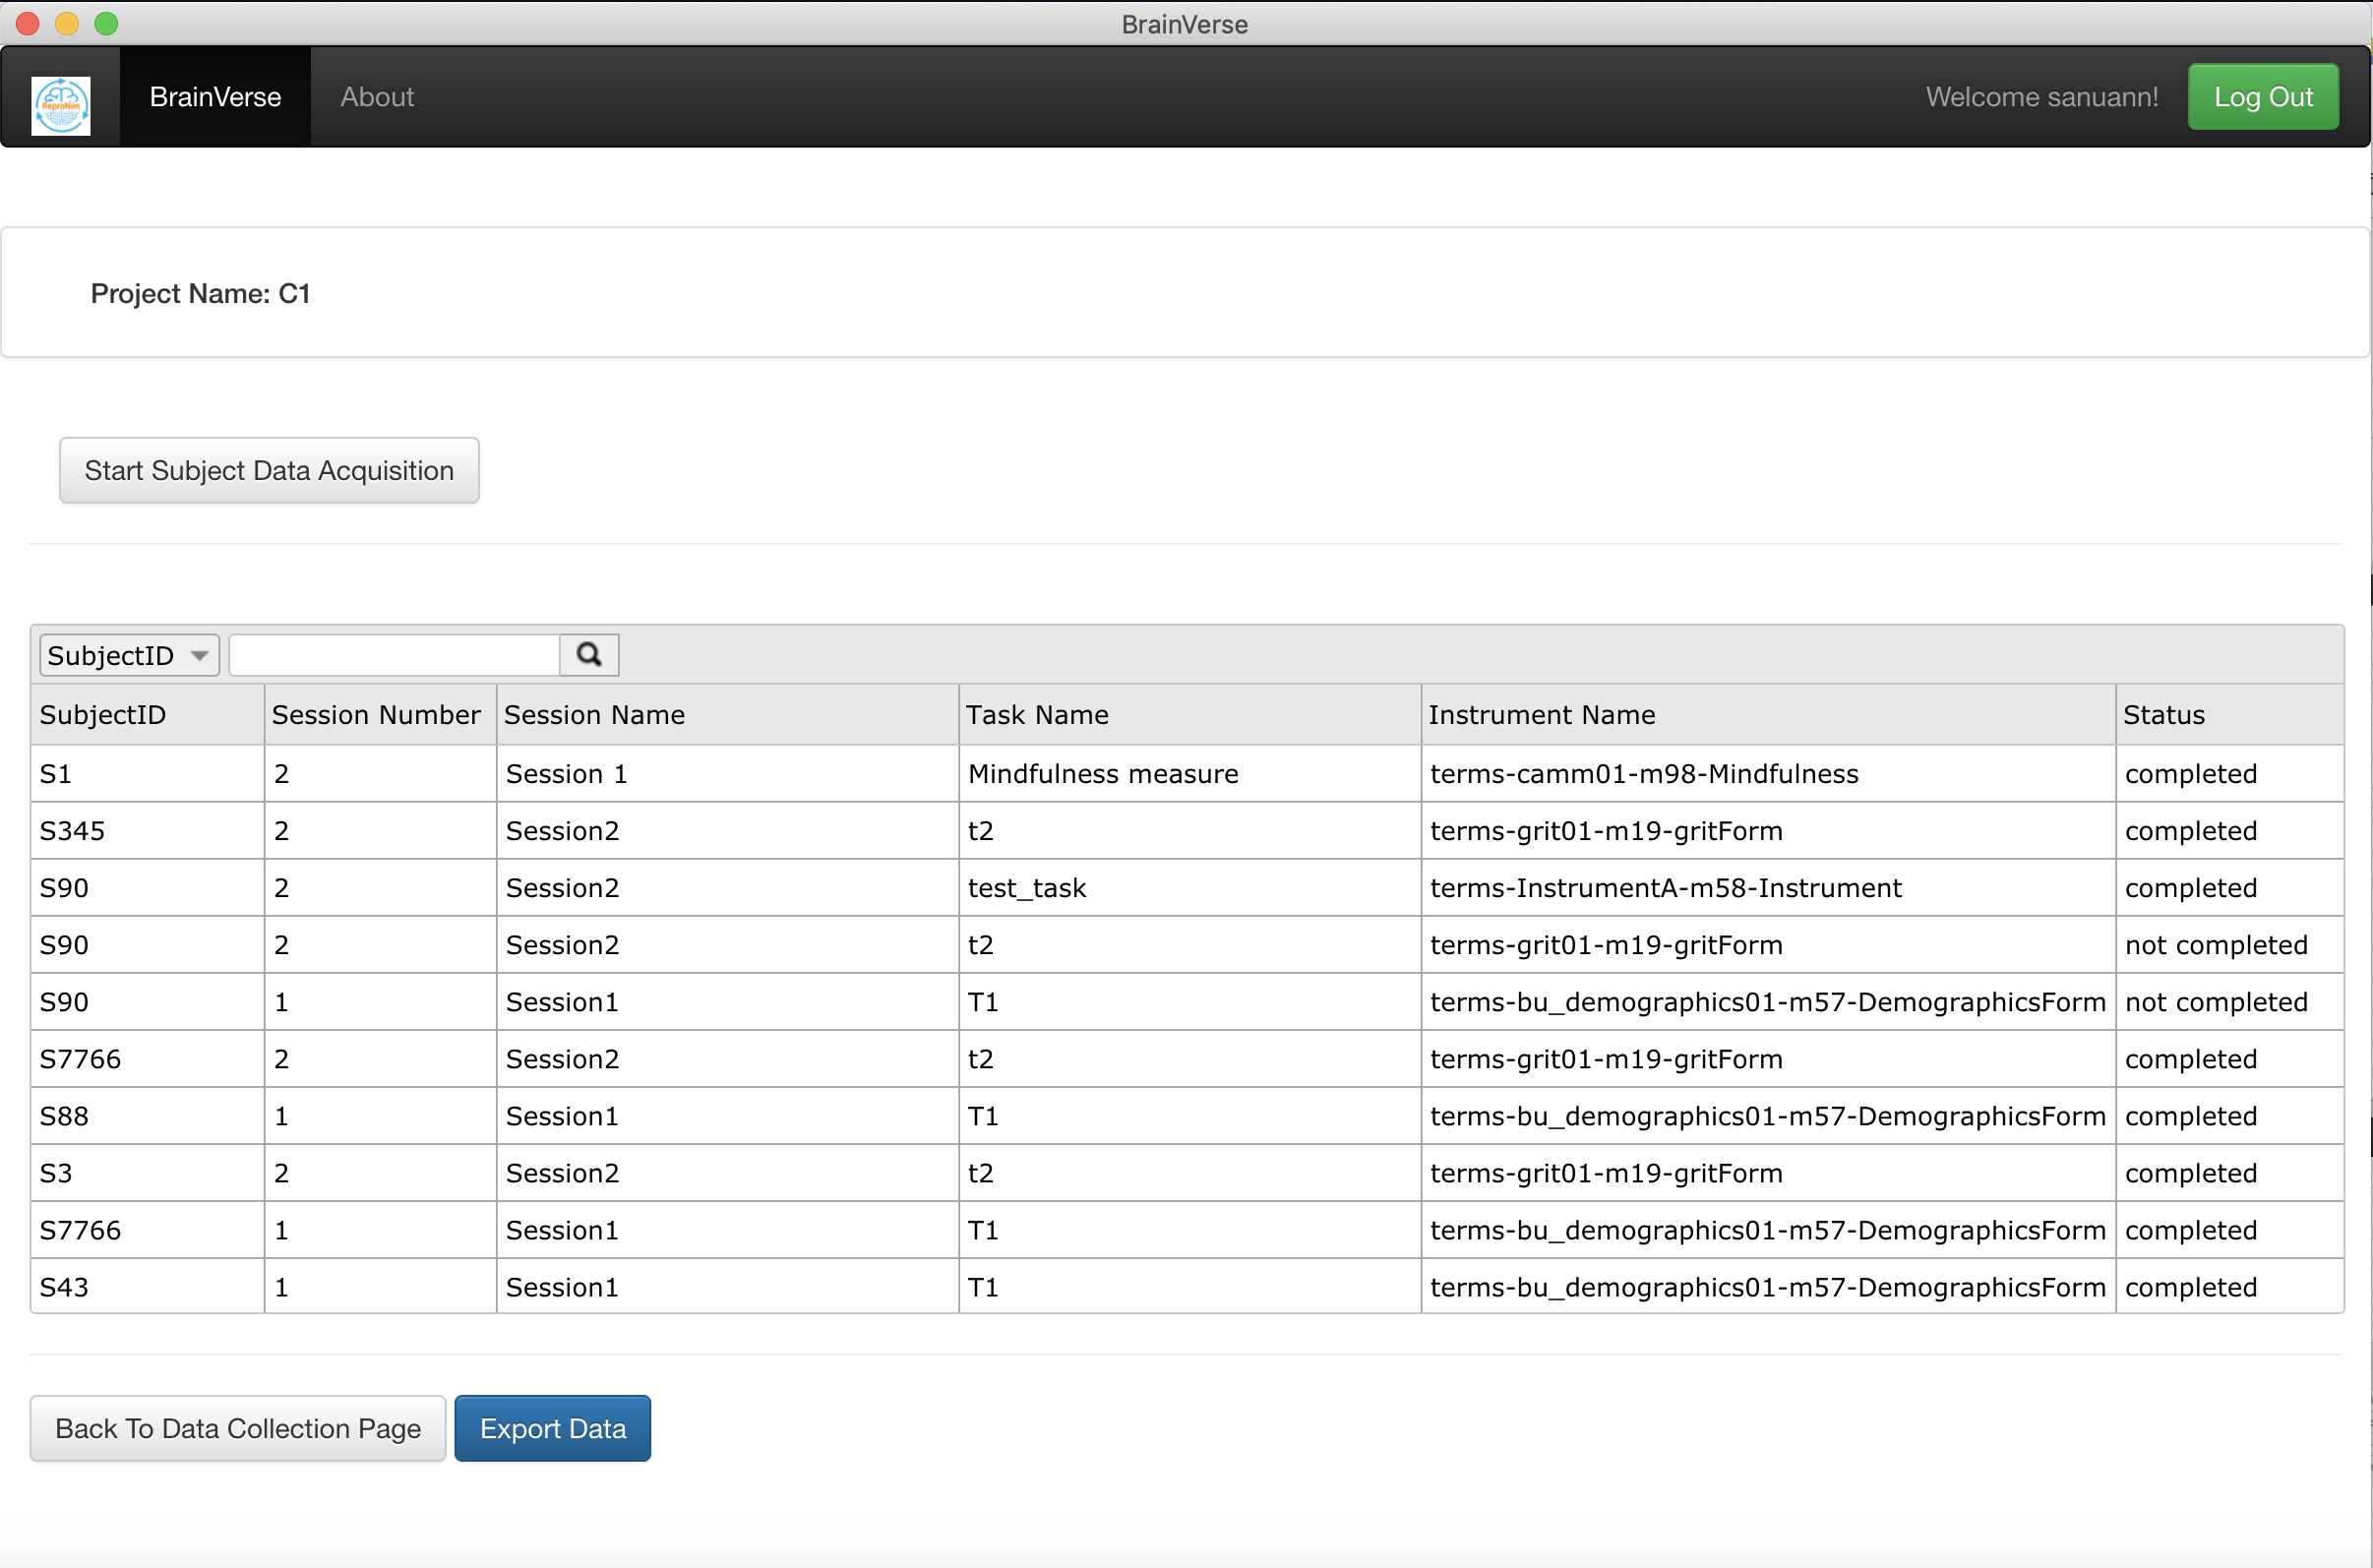 BrainVerse
ReproNim
BrainVerse About Welcome sanuann! Log Out
Project Name: C1
Start Subject Data Acquisition
SubjectID
SubjectID Session Number Session Name Task Name Instrument Name Status
S1 2 Session 1 Mindfulness measure terms-camm01-m98-Mindfulness completed
S345 2 Session2 t2 terms-grit01-m19-gritForm completed
S90 2 Session2 test_task terms-InstrumentA-m58-Instrument completed
S90 2 Session2 t2 terms-grit01-m19-gritForm not completed
S90 1 Session1 T1 terms-bu_demographics01-m57-DemographicsForm not completed
S7766 2 Session2 t2 terms-grit01-m19-gritForm completed
S88 1 Session1 T1 terms-bu_demographics01-m57-DemographicsForm completed
S3 2 Session2 t2 terms-grit01-m19-gritForm completed
S7766 1 Session1 T1 terms-bu_demographics01-m57-DemographicsForm completed
S43 1 Session1 T1 terms-bu_demographics01-m57-DemographicsForm completed
Back To Data Collection Page Export Data